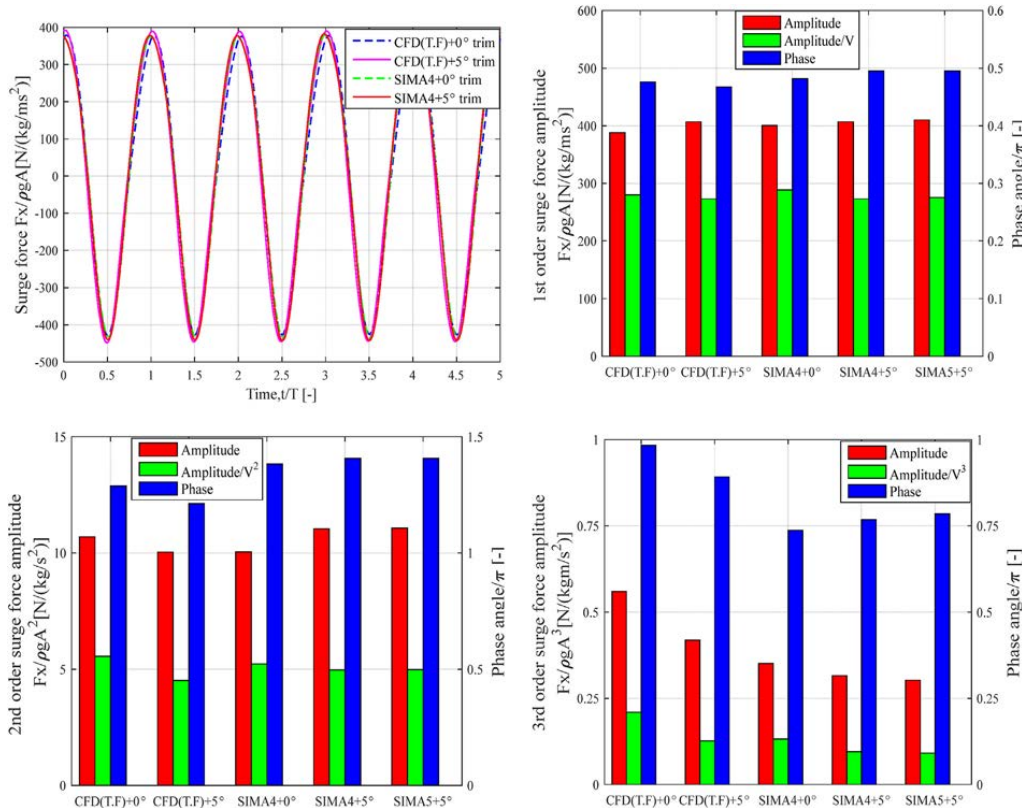 400
300
200
100
0
-100
-200
-300
-400
-500
Surge force Fx/ρgA[N/(kg/ms²)]
CFD(T.F)+0° trim
CFD(T.F)+5° trim
SIMA4+0° trim
SIMA4+5° trim
0 0.5 1 1.5 2 2.5 3 3.5 4 4.5 5
Time,t/T [-]
600
500
400
300
200
100
0
1st order surge force amplitude
Fx/ρgA[N/(kg/ms²)]
Amplitude
Amplitude/V
Phase
0.6
0.5
0.4
0.3
0.2
0.1
0
Phase angle/π [-]
CFD(T.F)+0° CFD(T.F)+5° SIMA4+0° SIMA4+5° SIMA5+5°
15
10
5
0
2nd order surge force amplitude
Fx/ρgA²[N/(kg/s²)]
Amplitude
Amplitude/V²
Phase
1.5
1
0.5
0
Phase angle/π [-]
CFD(T.F)+0° CFD(T.F)+5° SIMA4+0° SIMA4+5° SIMA5+5°
1
0.75
0.5
0.25
0
3rd order surge force amplitude
Fx/ρgA³[N/(kgm/s²)]
Amplitude
Amplitude/V³
Phase
1
0.75
0.5
0.25
0
Phase angle/π [-]
CFD(T.F)+0° CFD(T.F)+5° SIMA4+0° SIMA4+5° SIMA5+5°